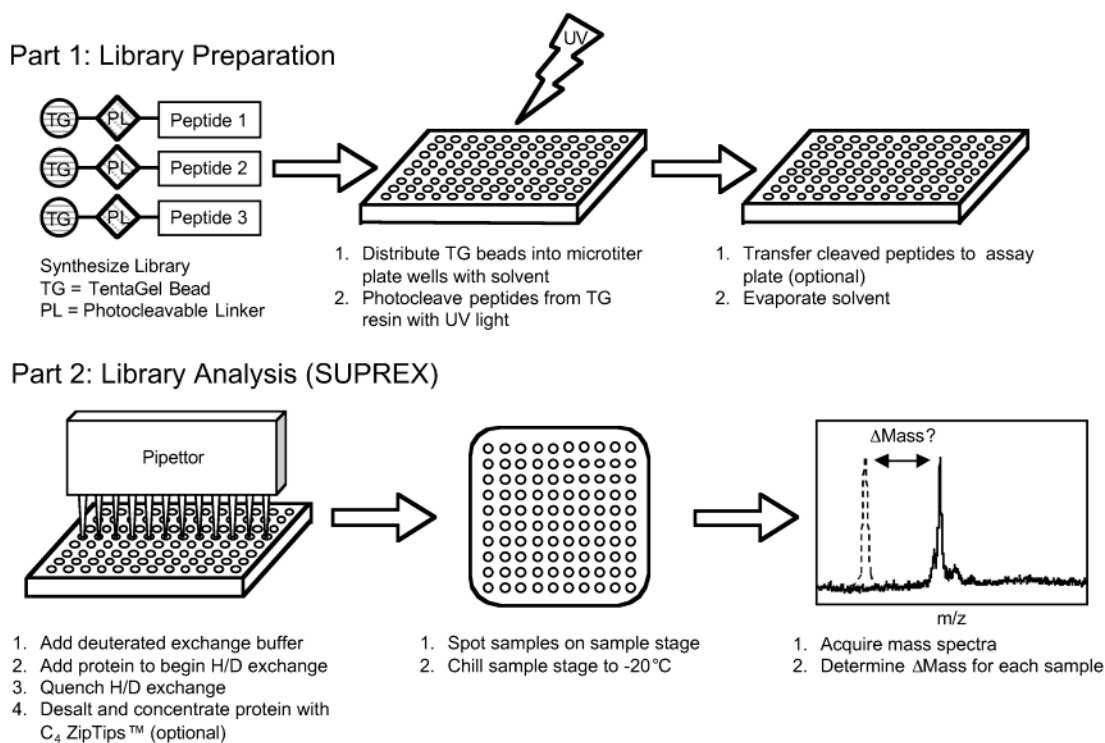 Part 1: Library Preparation
UV
TG PL Peptide 1
TG PL Peptide 2
TG PL Peptide 3
Synthesize Library
TG = TentaGel Bead
PL = Photocleavable Linker
1. Distribute TG beads into microtiter
plate wells with solvent
2. Photocleave peptides from TG
resin with UV light
1. Transfer cleaved peptides to assay
plate (optional)
2. Evaporate solvent
Part 2: Library Analysis (SUPREX)
Pipettor
1. Add deuterated exchange buffer
2. Add protein to begin H/D exchange
3. Quench H/D exchange
4. Desalt and concentrate protein with
C₄ ZipTips™ (optional)
1. Spot samples on sample stage
2. Chill sample stage to -20°C
ΔMass?
m/z
1. Acquire mass spectra
2. Determine ΔMass for each sample